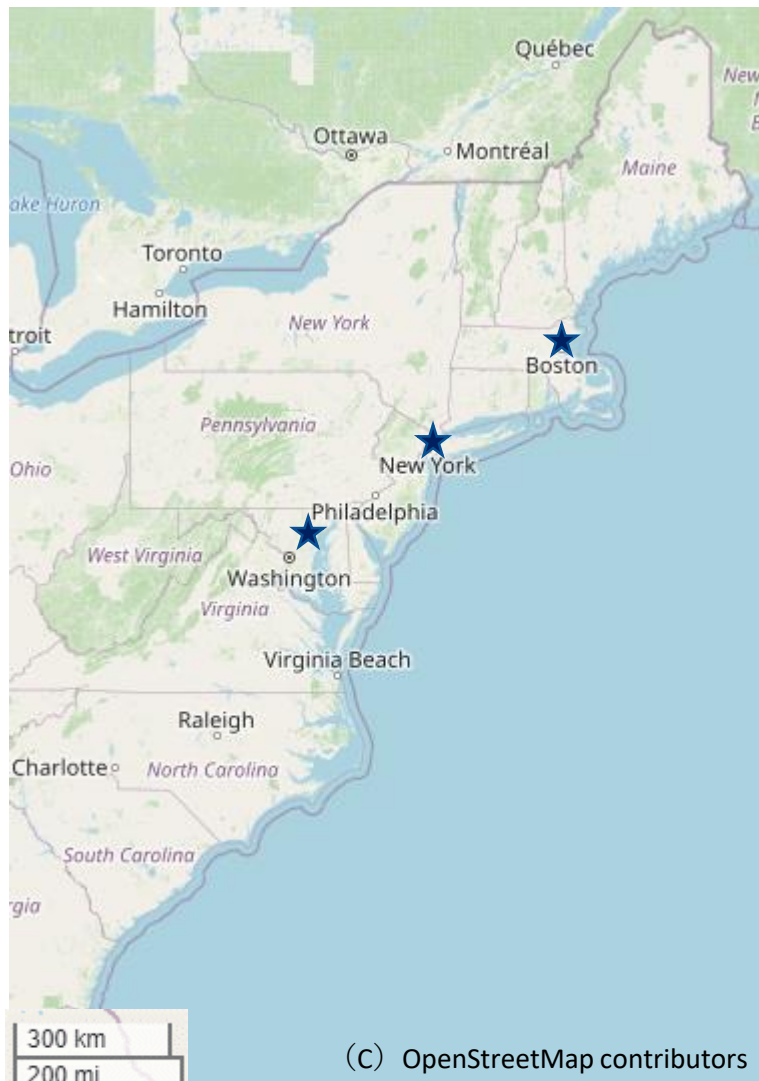 Québec
New
Ottawa
Montréal
Maine
ake Huron
Toronto
Hamilton
New York
troit
Boston
Pennsylvania
New York
Ohio
Philadelphia
West Virginia
Washington
Virginia
Virginia Beach
Raleigh
Charlotte
North Carolina
South Carolina
rgia
300 km
200 mi
（C）OpenStreetMap contributors